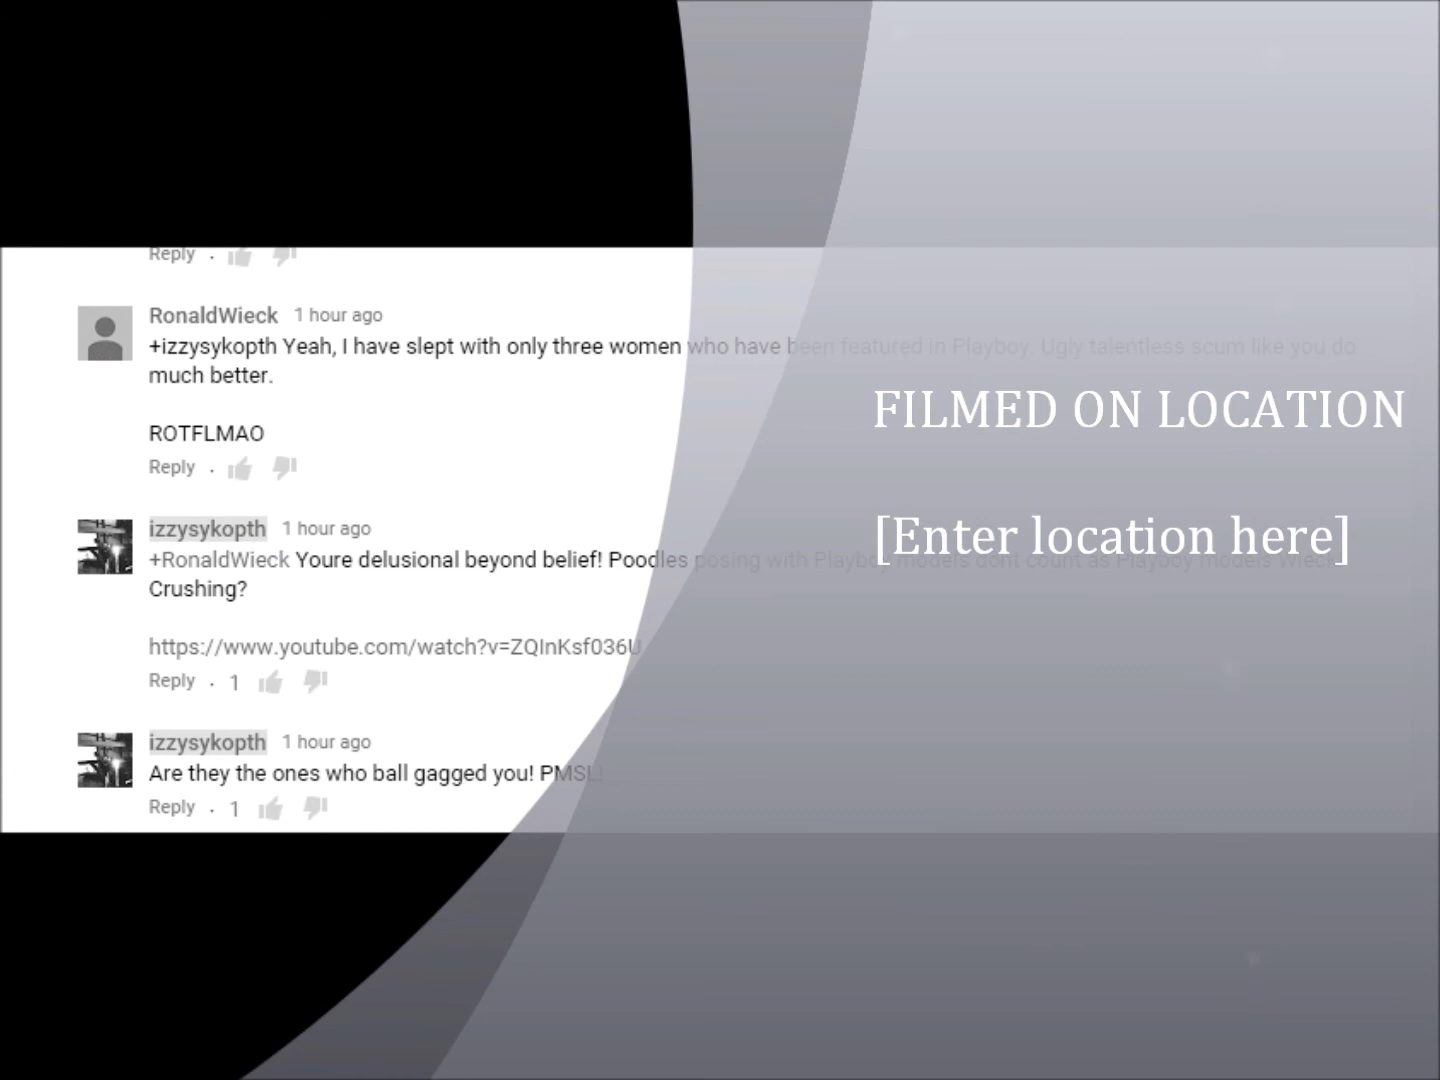 Reply ·
RonaldWieck 1 hour ago
+izzysykopth Yeah, I have slept with only three women who have been featured in Playboy. Ugly talentless scum like you do
much better.
ROTFLMAO
Reply ·
izzysykopth 1 hour ago
+RonaldWieck Youre delusional beyond belief! Poodles posing with Playboy models dont count as Playboy models Wieck
Crushing?
https://www.youtube.com/watch?v=ZQInKsf036U
Reply · 1
izzysykopth 1 hour ago
Are they the ones who ball gagged you! PMSL!
Reply · 1
FILMED ON LOCATION
[Enter location here]